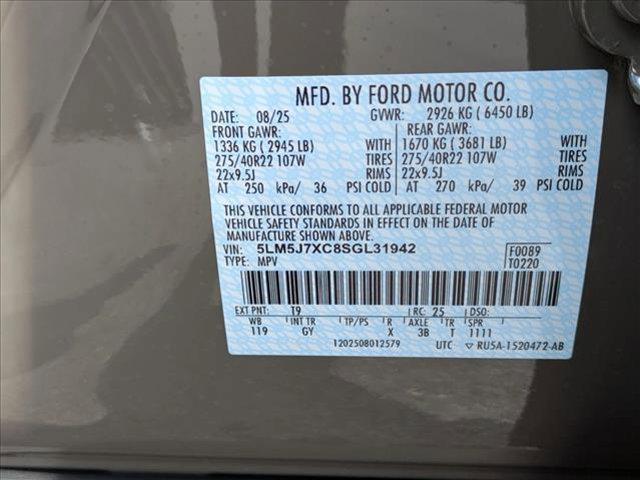 MFD. BY FORD MOTOR CO.
DATE: 08/25 GVWR: 2926 KG ( 6450 LB)
FRONT GAWR: REAR GAWR:
1336 KG ( 2945 LB) 1670 KG ( 3681 LB) WITH
275/40R22 107W TIRES 275/40R22 107W TIRES
22x9.5J RIMS 22x9.5J RIMS
AT 250 kPa/ 36 PSI COLD AT 270 kPa/ 39 PSI COLD
THIS VEHICLE CONFORMS TO ALL APPLICABLE FEDERAL MOTOR
VEHICLE SAFETY STANDARDS IN EFFECT ON THE DATE OF
MANUFACTURE SHOWN ABOVE.
VIN: 5LM5J7XC8SGL31942 F0089
TYPE: MPV T0220
EXT PNT: T9 RC: 25 DSO:
WB INT TR TP/PS R AXLE TR SPR
119 GY X 3B T 1111
1202508012579 UTC ▽ RU5A-1520472-AB